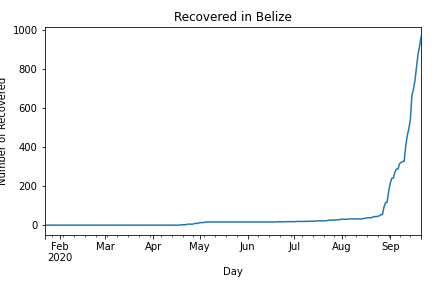 Recovered in Belize
Number of Recovered
1000
800
600
400
200
0
Feb
2020
Mar
Apr
May
Jun
Jul
Aug
Sep
Day